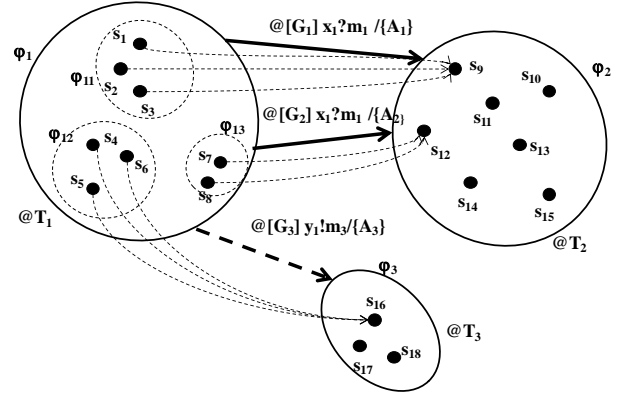 @[G₁] x₁?m₁ /{A₁}
φ₁
s₁
φ₂
φ₁₁
s₂
s₃
s₉
s₁₀
s₁₁
@[G₂] x₁?m₁ /{A₂}
φ₁₂
s₄
φ₁₃
s₆
s₇
s₁₂
s₁₃
s₅
s₈
s₁₄
s₁₅
@T₁
@[G₃] y₁!m₃/{A₃}
@T₂
φ₃
s₁₆
@T₃
s₁₇
s₁₈